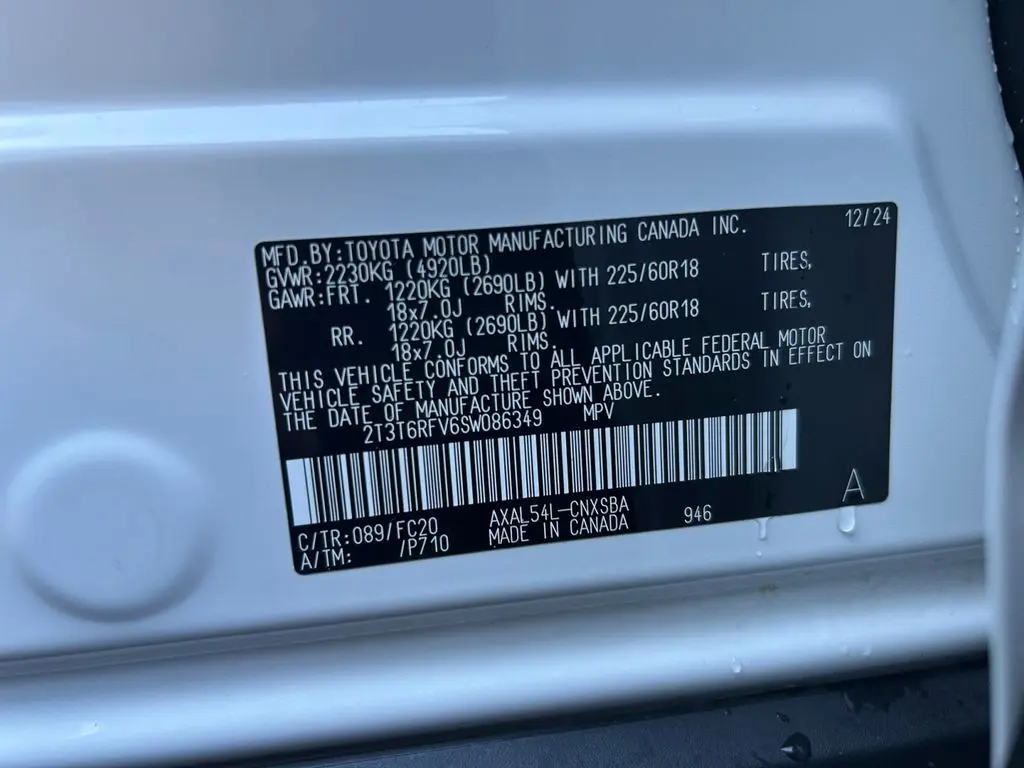 MFD.BY:TOYOTA MOTOR MANUFACTURING CANADA INC. 12/24
GVWR:2230KG (4920LB)
GAWR:FRT. 1220KG (2690LB) WITH 225/60R18 TIRES,
18x7.0J RIMS.
RR. 1220KG (2690LB) WITH 225/60R18 TIRES,
18x7.0J RIMS.
THIS VEHICLE CONFORMS TO ALL APPLICABLE FEDERAL MOTOR
VEHICLE SAFETY AND THEFT PREVENTION STANDARDS IN EFFECT ON
THE DATE OF MANUFACTURE SHOWN ABOVE.
2T3T6RFV6SW086349 MPV
A
C/TR:089/FC20 AXAL54L-CNXSBA 946
A/TM: /P710 MADE IN CANADA